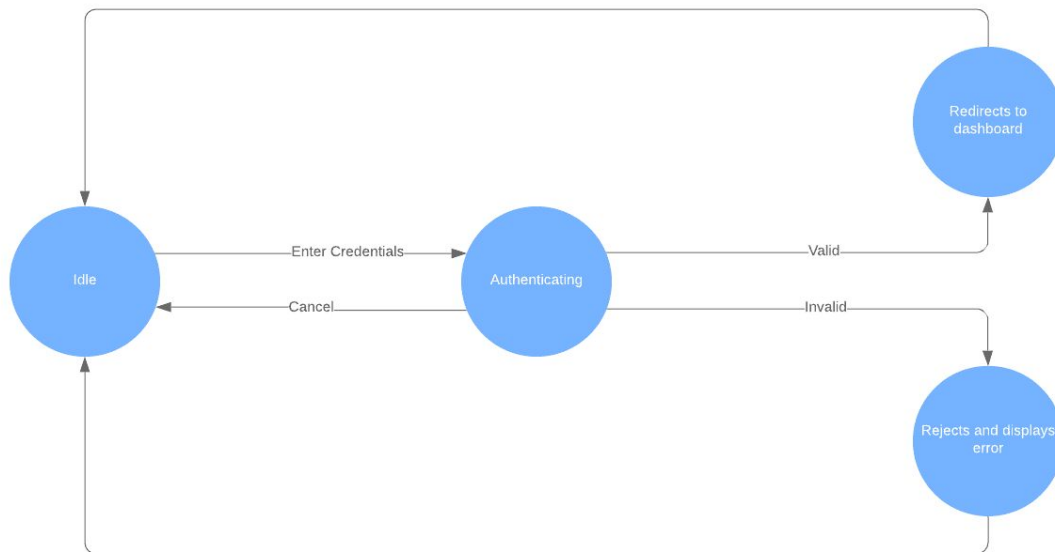 Redirects to
dashboard
Enter Credentials
Valid
Idle
Authenticating
Cancel
Invalid
Rejects and displays
error